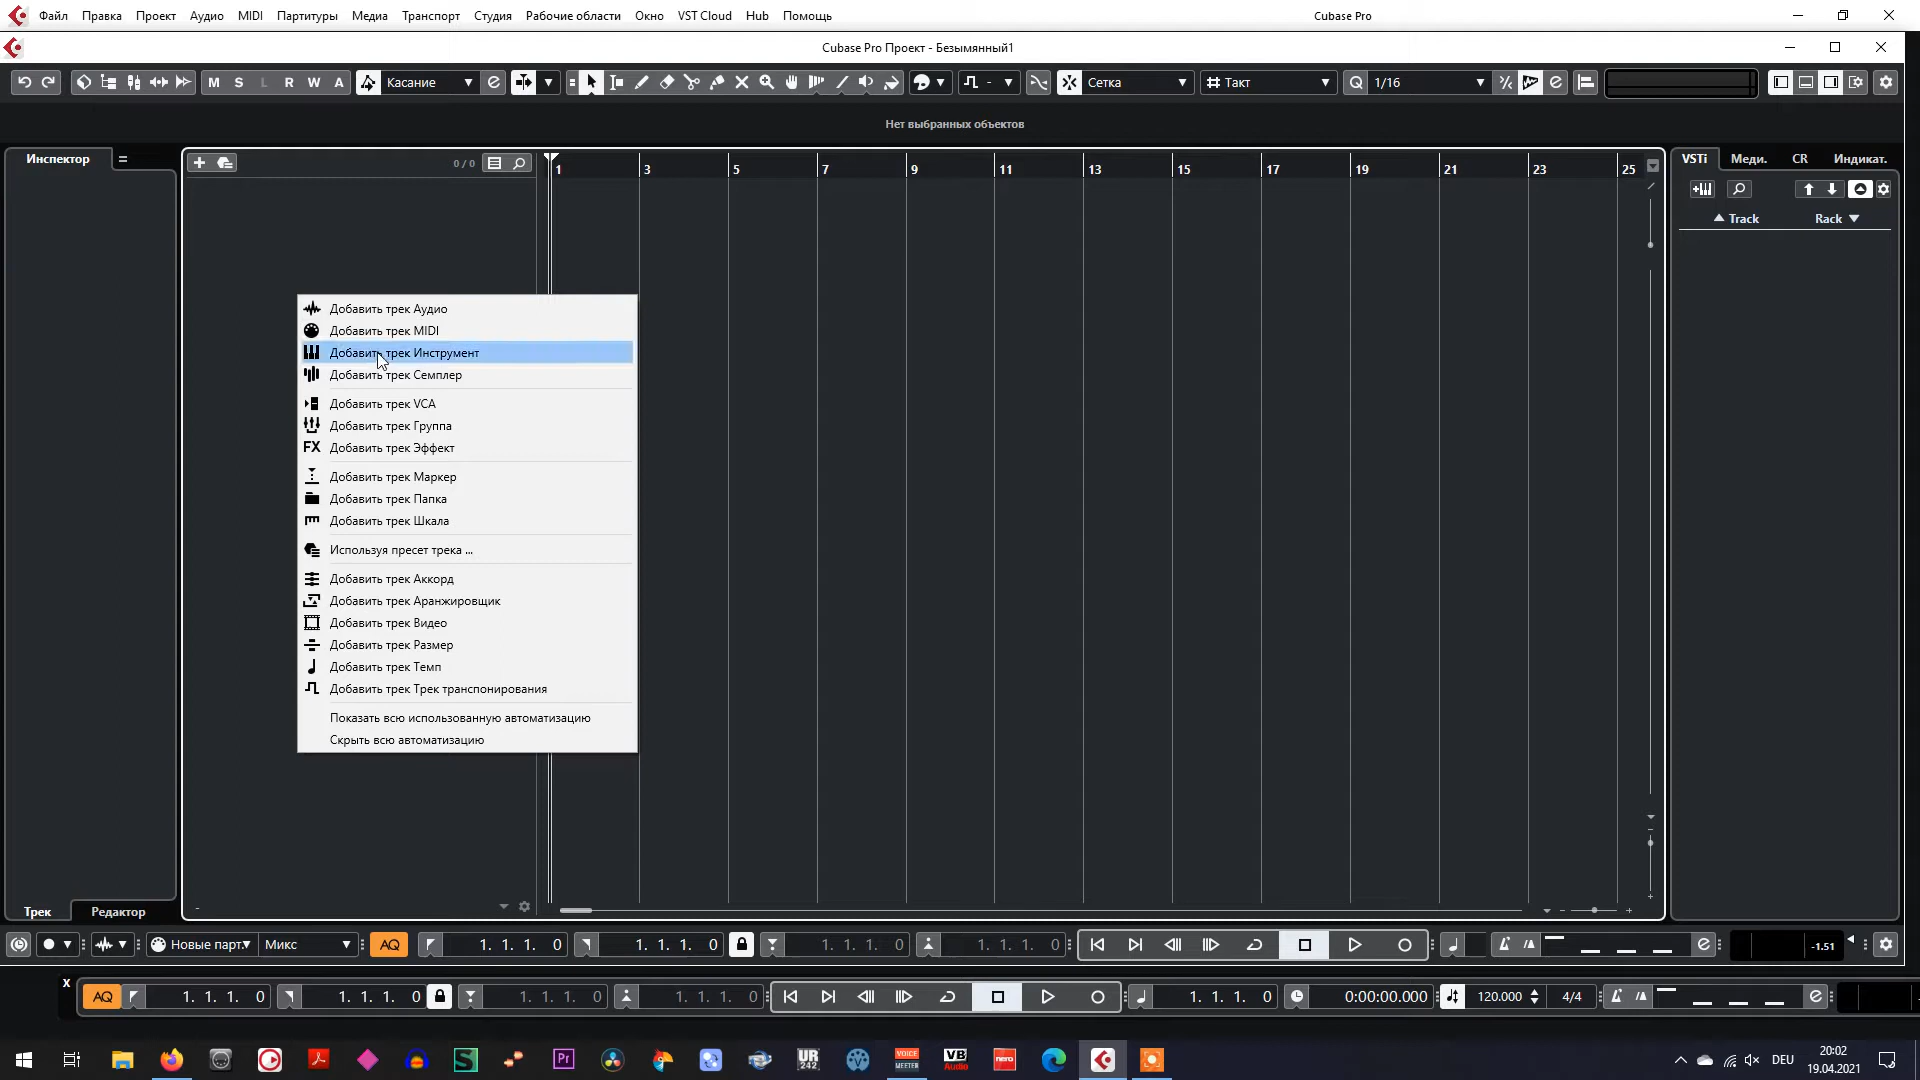 Файл Правка Проект Аудио MIDI Партитуры Медиа Транспорт Студия Рабочие области Окно VST Cloud Hub Помощь Cubase Pro
Cubase Pro Проект - Безымянный1
M S L R W A Касание Сетка Такт Q 1/16
Нет выбранных объектов
Инспектор
0 / 0
1 3 5 7 9 11 13 15 17 19 21 23 25
VSTi Меди. CR Индикат.
Track Rack
Добавить трек Аудио
Добавить трек MIDI
Добавить трек Инструмент
Добавить трек Семплер
Добавить трек VCA
Добавить трек Группа
FX Добавить трек Эффект
Добавить трек Маркер
Добавить трек Папка
Добавить трек Шкала
Используя пресет трека ...
Добавить трек Аккорд
Добавить трек Аранжировщик
Добавить трек Видео
Добавить трек Размер
Добавить трек Темп
Добавить трек Трек транспонирования
Показать всю использованную автоматизацию
Скрыть всю автоматизацию
Трек Редактор
Новые парт. Микс AQ 1. 1. 1. 0 1. 1. 1. 0 1. 1. 1. 0 1. 1. 1. 0 -1.51
X AQ 1. 1. 1. 0 1. 1. 1. 0 1. 1. 1. 0 1. 1. 1. 0 1. 1. 1. 0 0:00:00.000 120.000 4/4
Pr UR 242 VOICE MEETER VB Audio nero DEU 20:02
19.04.2021